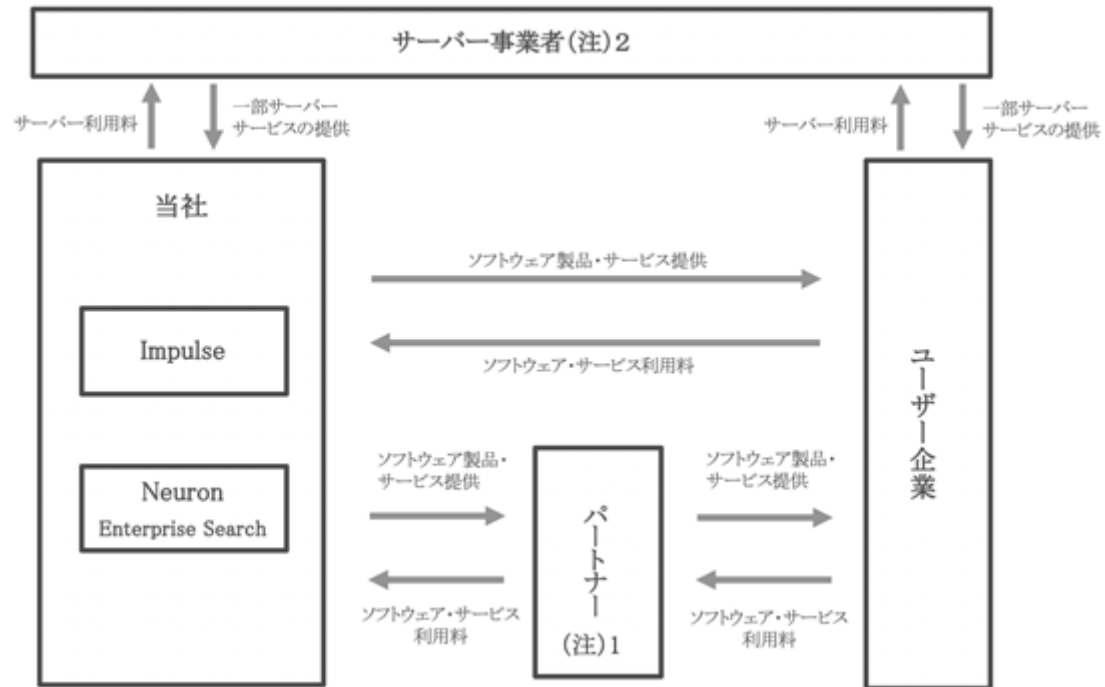 サーバー事業者(注)2
サーバー利用料
一部サーバー
サービスの提供
サーバー利用料
一部サーバー
サービスの提供
当社
ソフトウェア製品・サービス提供
Impulse
ソフトウェア・サービス利用料
ユーザー企業
Neuron
Enterprise Search
ソフトウェア製品・
サービス提供
ソフトウェア・サービス
利用料
パートナー
(注)1
ソフトウェア製品・
サービス提供
ソフトウェア・サービス
利用料